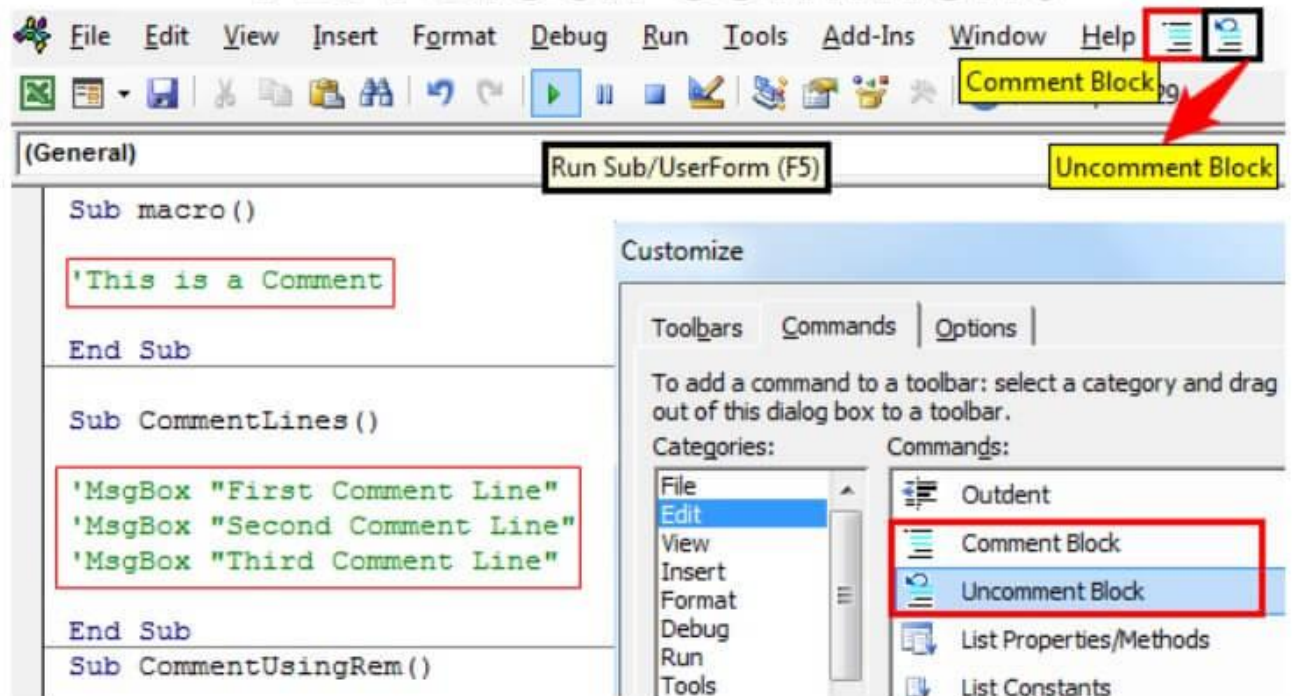 File Edit View Insert Format Debug Run Tools Add-Ins Window Help
Comment Block
29
(General)
Run Sub/UserForm (F5)
Uncomment Block
Sub macro()
'This is a Comment
End Sub
Sub CommentLines()
'MsgBox "First Comment Line"
'MsgBox "Second Comment Line"
'MsgBox "Third Comment Line"
End Sub
Sub CommentUsingRem()
Customize
Toolbars Commands Options
To add a command to a toolbar: select a category and drag
out of this dialog box to a toolbar.
Categories: Commands:
File
Edit
View
Insert
Format
Debug
Run
Tools
Outdent
Comment Block
Uncomment Block
List Properties/Methods
List Constants